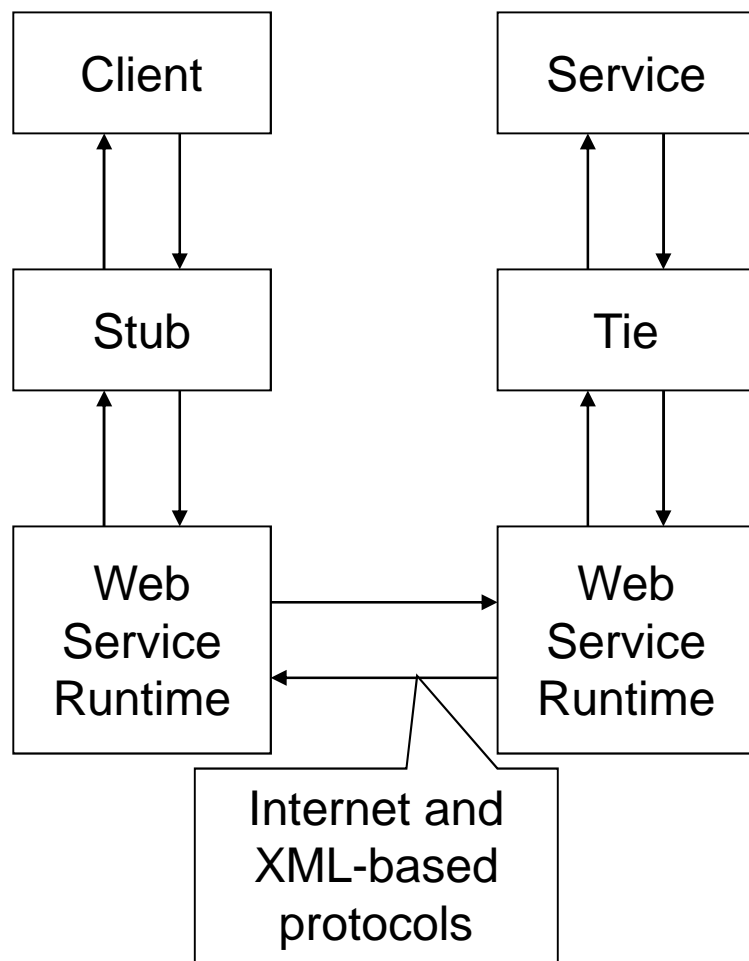 Client
Service
Stub
Tie
Web
Service
Runtime
Web
Service
Runtime
Internet and
XML-based
protocols